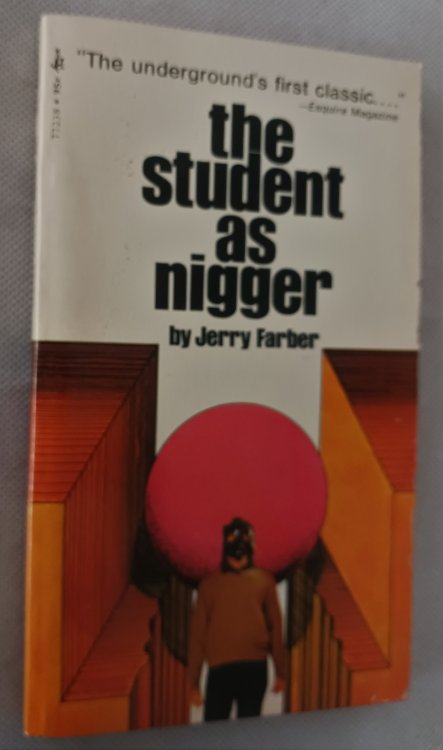 "The underground's first classic...."
—Esquire Magazine
the
student
as
nigger
by Jerry Farber